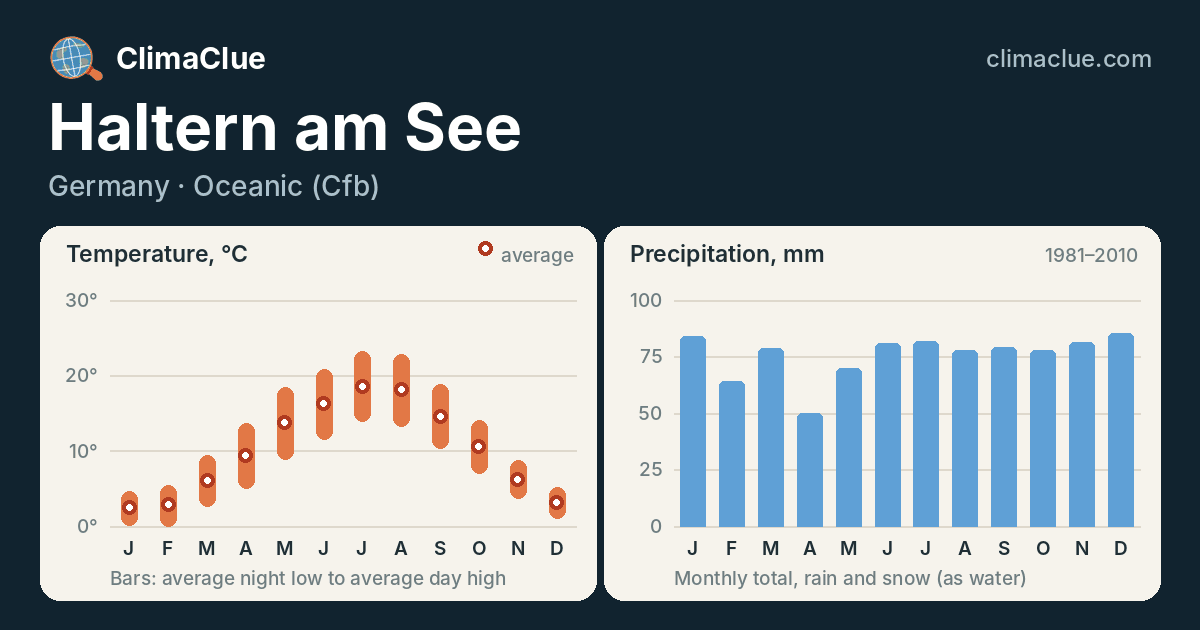 ClimaClue
climaclue.com
Haltern am See
Germany · Oceanic (Cfb)
Temperature, °C
average
30°
20°
10°
0°
J F M A M J J A S O N D
Bars: average night low to average day high
Precipitation, mm
1981–2010
100
75
50
25
0
J F M A M J J A S O N D
Monthly total, rain and snow (as water)